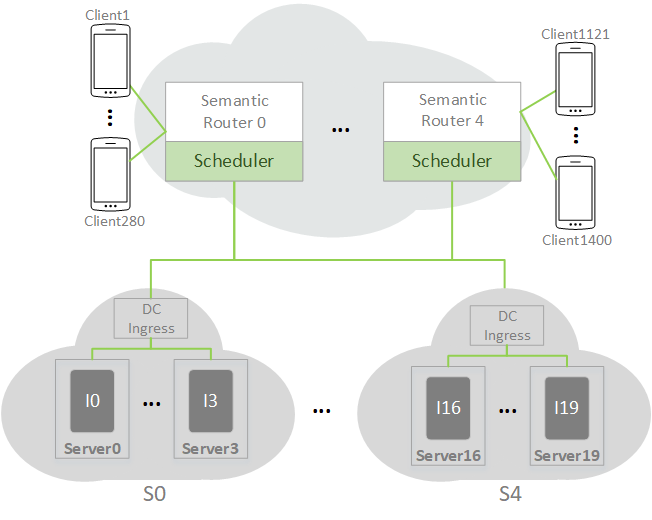 Client1
Client280
Semantic
Router 0
Scheduler
...
Semantic
Router 4
Scheduler
Client1121
Client1400
DC
Ingress
I0
...
I3
Server0
Server3
S0
...
DC
Ingress
I16
...
I19
Server16
Server19
S4